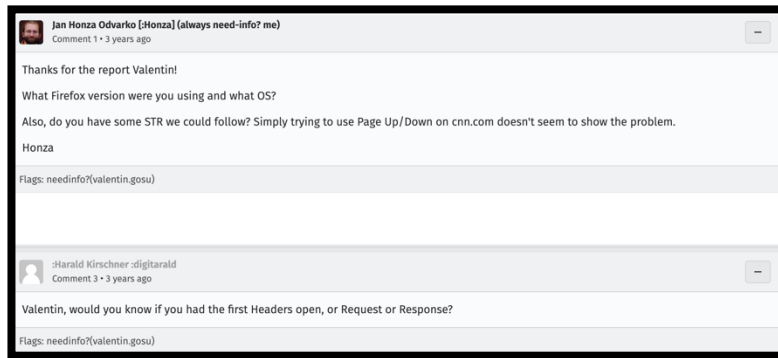 Jan Honza Odvarko [:Honza] (always need-info? me)
Comment 1 • 3 years ago
Thanks for the report Valentin!
What Firefox version were you using and what OS?
Also, do you have some STR we could follow? Simply trying to use Page Up/Down on cnn.com doesn't seem to show the problem.
Honza
Flags: needinfo?(valentin.gosu)
:Harald Kirschner :digitarald
Comment 3 • 3 years ago
Valentin, would you know if you had the first Headers open, or Request or Response?
Flags: needinfo?(valentin.gosu)